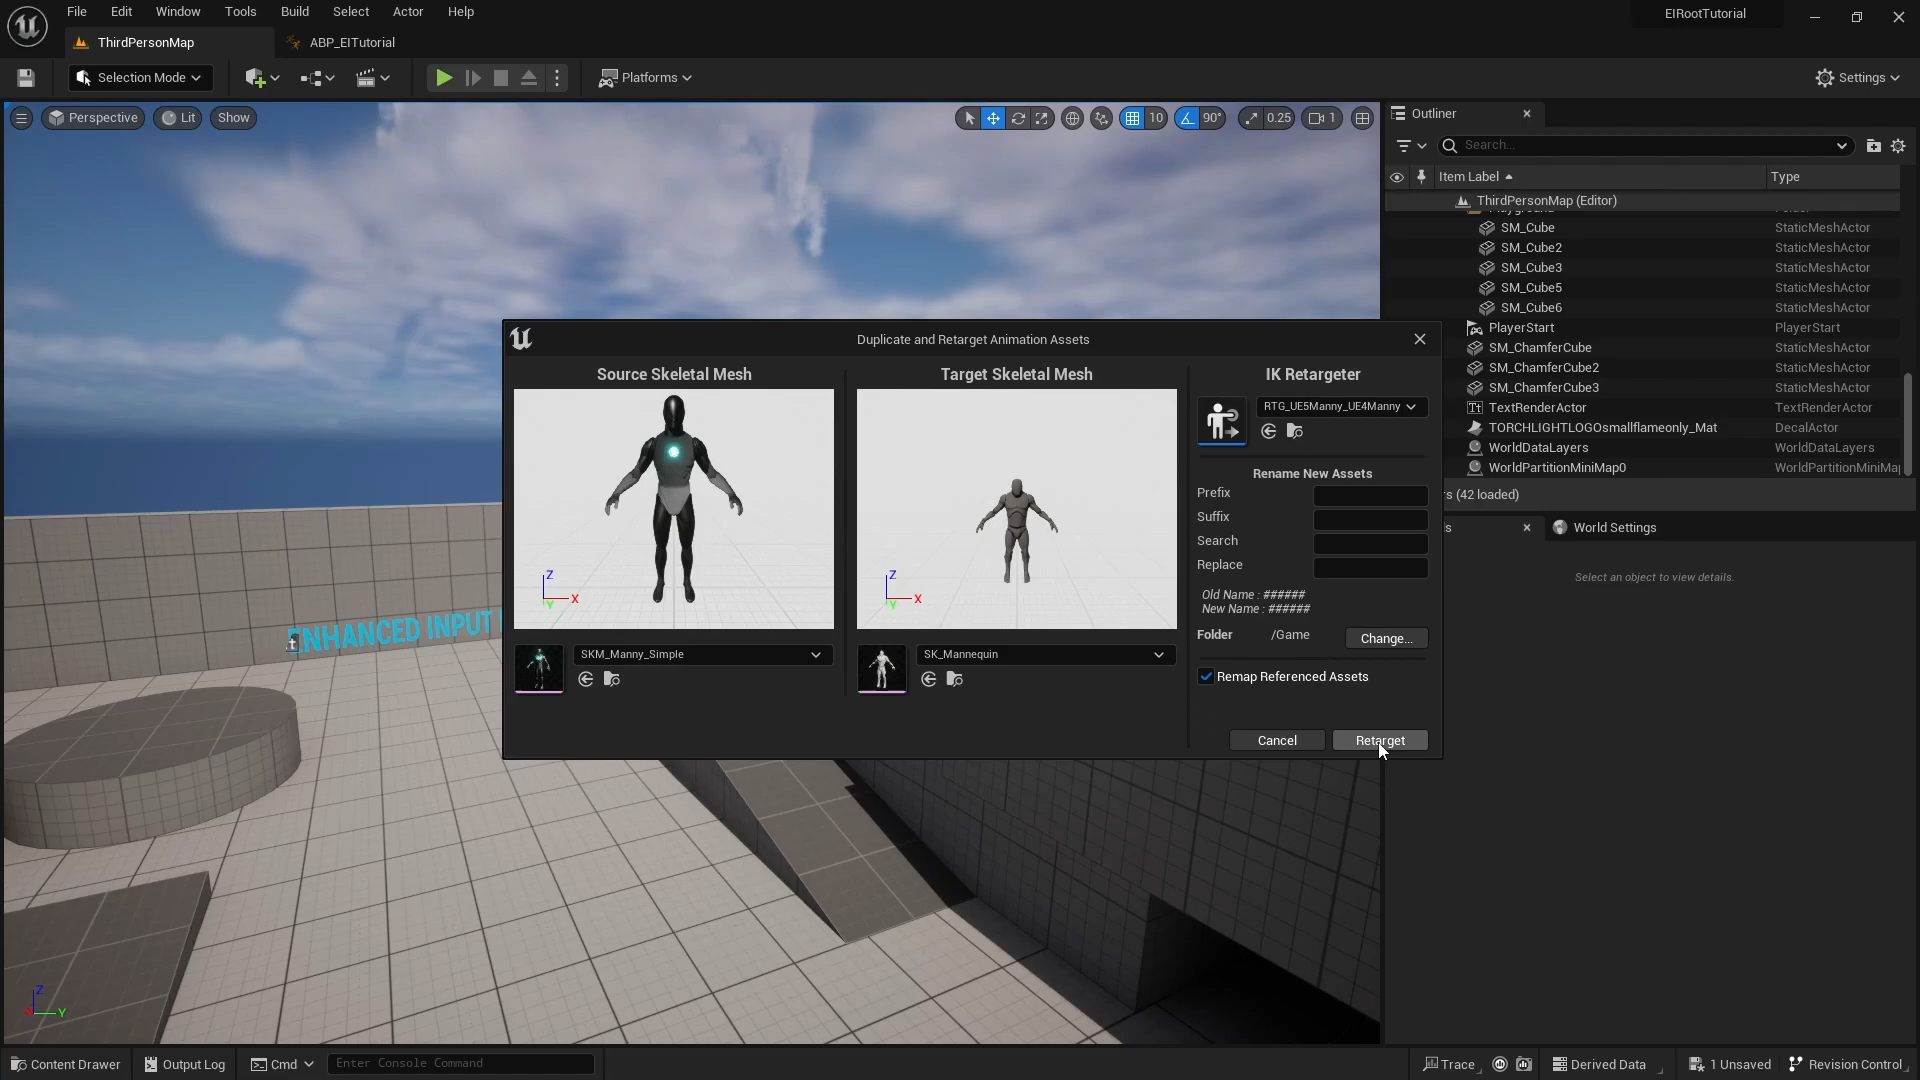 File Edit Window Tools Build Select Actor Help
EIRootTutorial
ThirdPersonMap
ABP_EITutorial
Selection Mode
Platforms
Settings
Perspective
Lit
Show
10
90°
0.25
1
Outliner
Search...
Item Label
Type
ThirdPersonMap (Editor)
SM_Cube StaticMeshActor
SM_Cube2 StaticMeshActor
SM_Cube3 StaticMeshActor
SM_Cube5 StaticMeshActor
SM_Cube6 StaticMeshActor
PlayerStart PlayerStart
SM_ChamferCube StaticMeshActor
SM_ChamferCube2 StaticMeshActor
SM_ChamferCube3 StaticMeshActor
TextRenderActor TextRenderActor
TORCHLIGHTLOGOsmallflameonly_Mat DecalActor
WorldDataLayers WorldDataLayers
WorldPartitionMiniMap0 WorldPartitionMiniMa
s (42 loaded)
s
World Settings
Select an object to view details.
Duplicate and Retarget Animation Assets
Source Skeletal Mesh
Target Skeletal Mesh
IK Retargeter
RTG_UE5Manny_UE4Manny
Rename New Assets
Prefix
Suffix
Search
Replace
Old Name : ######
New Name : ######
Folder /Game Change...
Remap Referenced Assets
Z
Y
X
Z
Y
X
SKM_Manny_Simple
SK_Mannequin
Cancel
Retarget
ENHANCED INPUT
Z
Y
Content Drawer
Output Log
Cmd
Enter Console Command
Trace
Derived Data
1 Unsaved
Revision Control